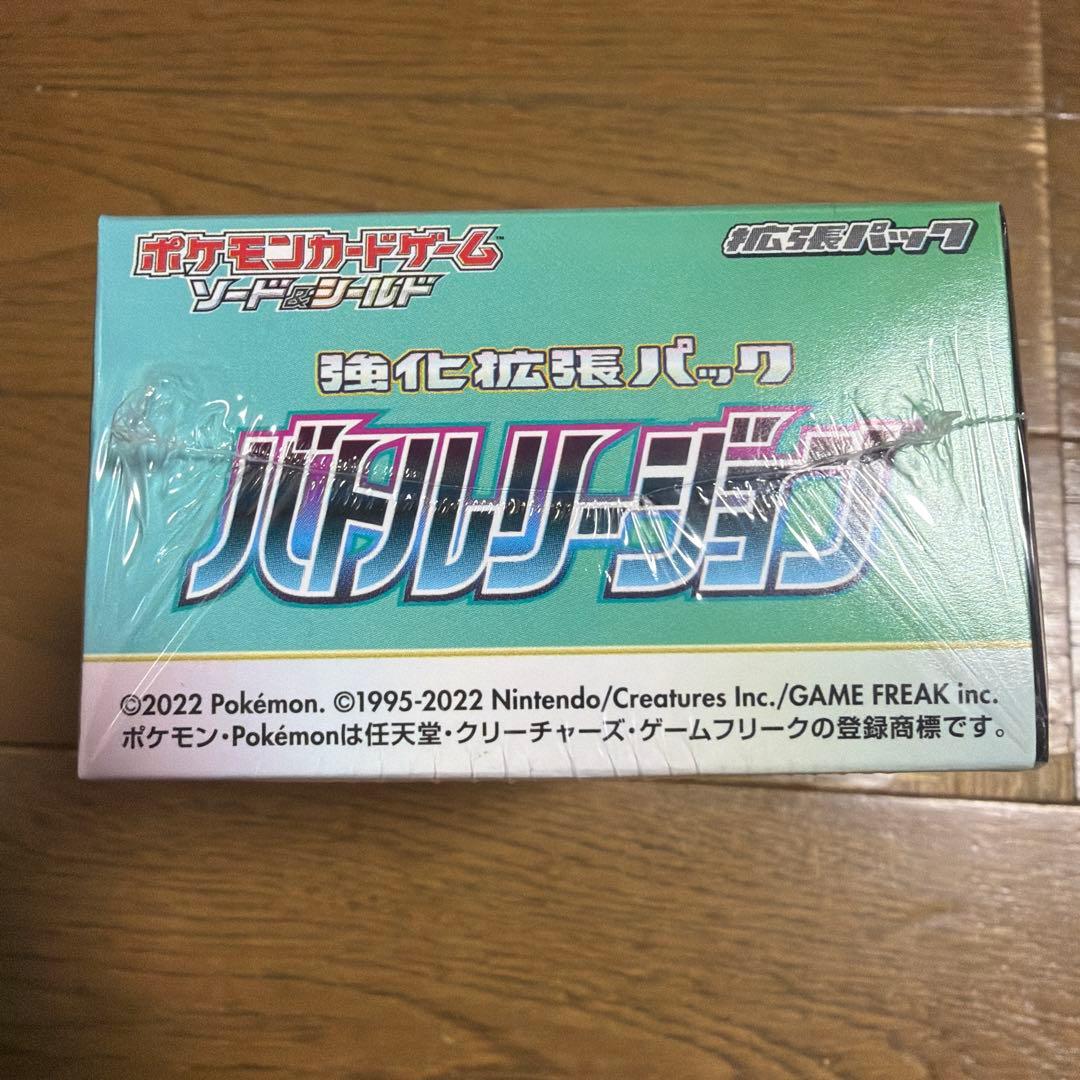 ポケモンカードゲーム™
ソード&シールド
拡張パック
強化拡張パック
バトルリージョン
©2022 Pokémon. ©1995-2022 Nintendo/Creatures Inc./GAME FREAK inc.
ポケモン・Pokémonは任天堂・クリーチャーズ・ゲームフリークの登録商標です。